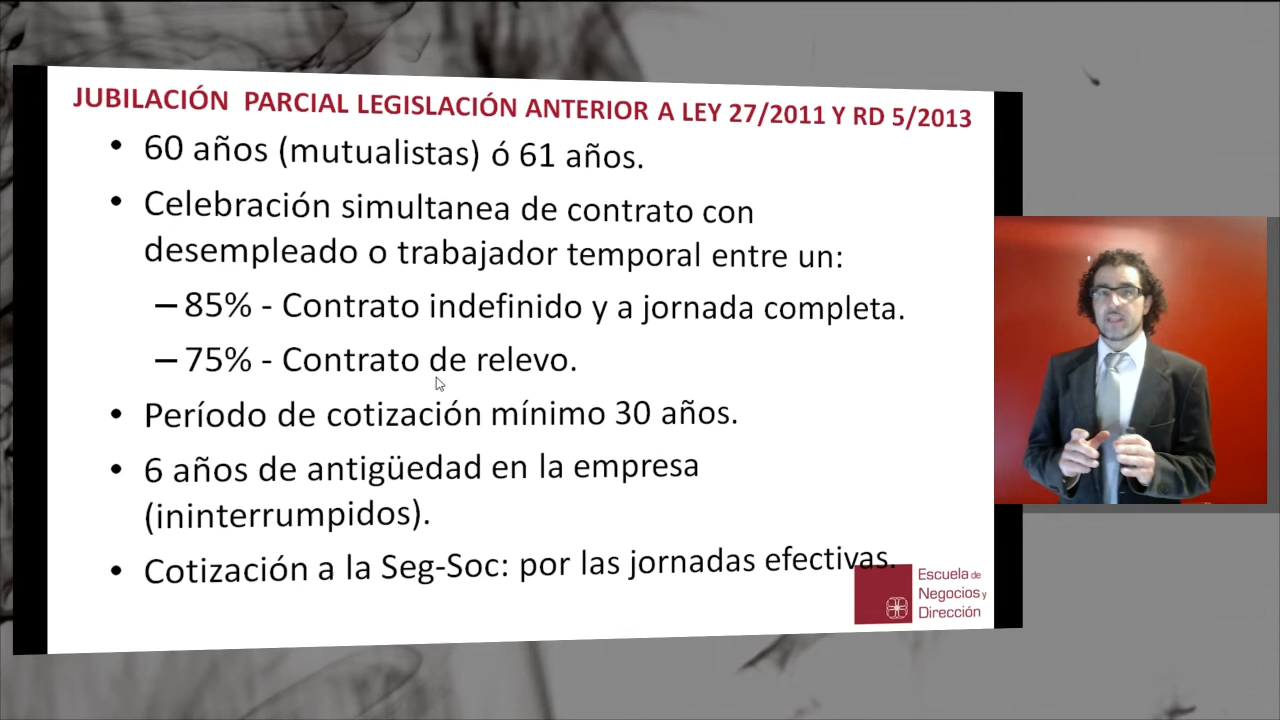 JUBILACIÓN PARCIAL LEGISLACIÓN ANTERIOR A LEY 27/2011 Y RD 5/2013
• 60 años (mutualistas) ó 61 años.
• Celebración simultanea de contrato con
desempleado o trabajador temporal entre un:
– 85% - Contrato indefinido y a jornada completa.
– 75% - Contrato de relevo.
• Período de cotización mínimo 30 años.
• 6 años de antigüedad en la empresa
(ininterrumpidos).
• Cotización a la Seg-Soc: por las jornadas efectivas.
Escuela de
Negocios y
Dirección